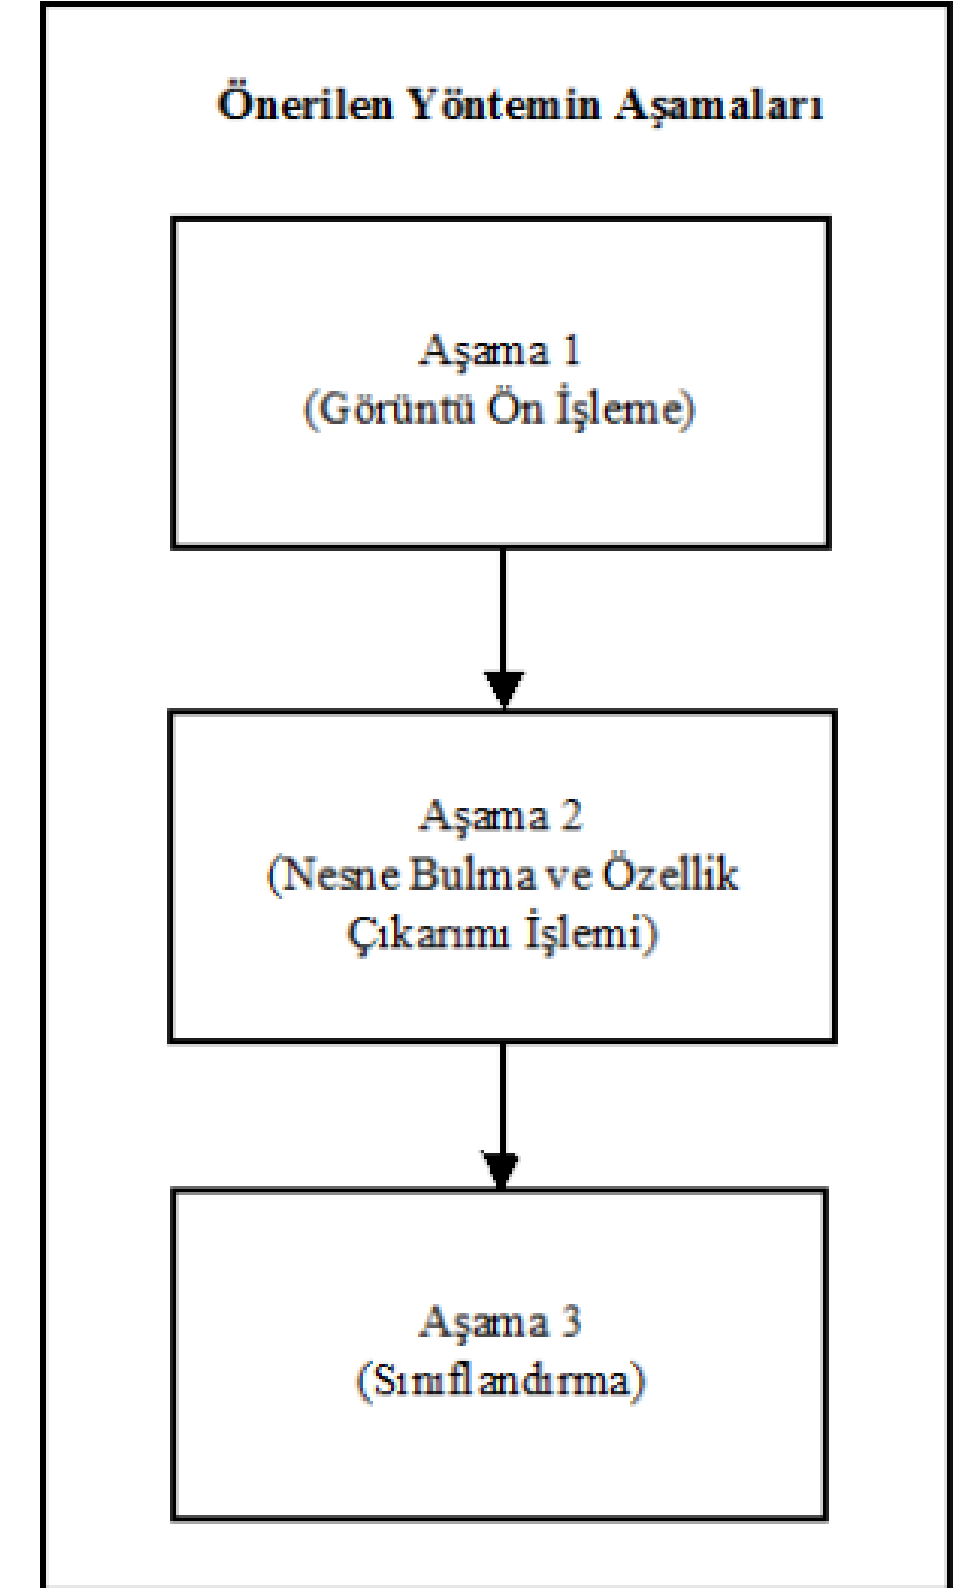 Önerilen Yöntemin Aşamaları
Aşama 1
(Görüntü Ön İşleme)
Aşama 2
(Nesne Bulma ve Özellik
Çıkarımı İşlemi)
Aşama 3
(Sınıflandırma)